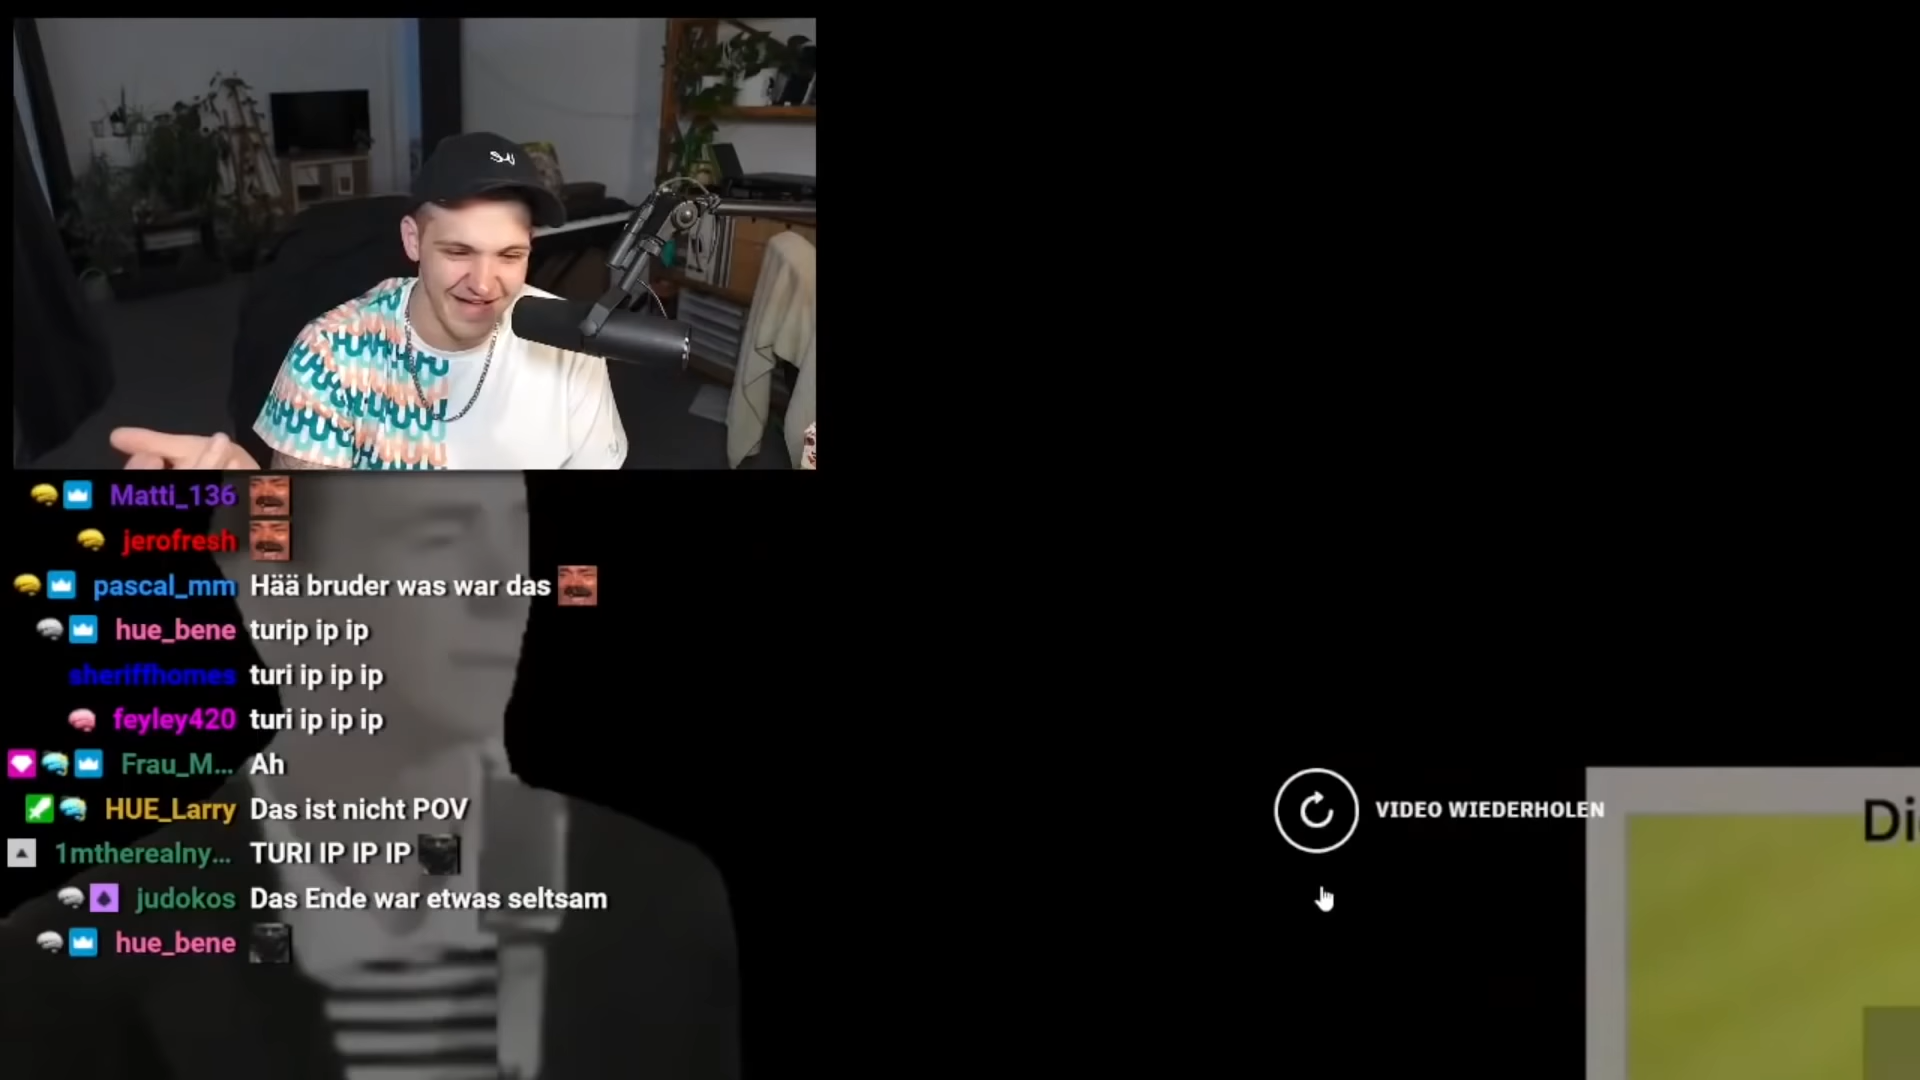 Matti_136
jerofresh
pascal_mm Hää bruder was war das
hue_bene turip ip ip
sheriffhomes turi ip ip ip
feyley420 turi ip ip ip
Frau_M... Ah
HUE_Larry Das ist nicht POV
1mtherealny... TURI IP IP IP
judokos Das Ende war etwas seltsam
hue_bene
VIDEO WIEDERHOLEN
Di